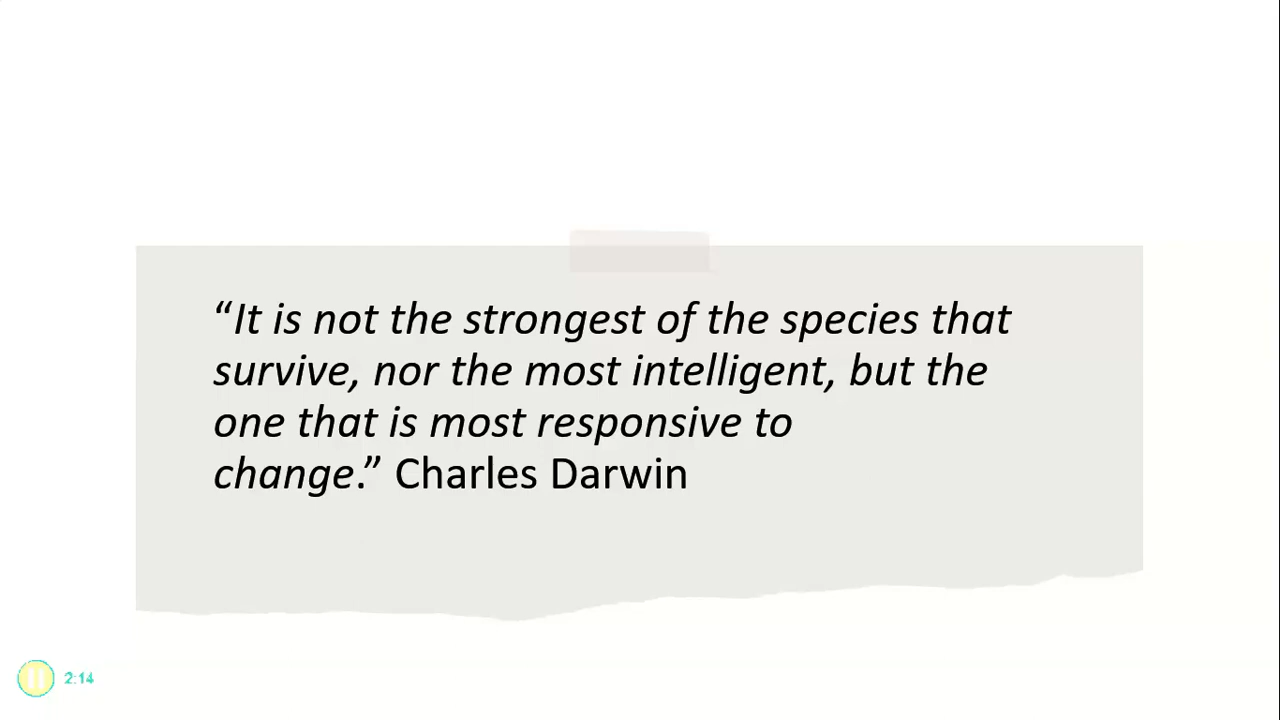 “It is not the strongest of the species that
survive, nor the most intelligent, but the
one that is most responsive to
change.” Charles Darwin
2:14